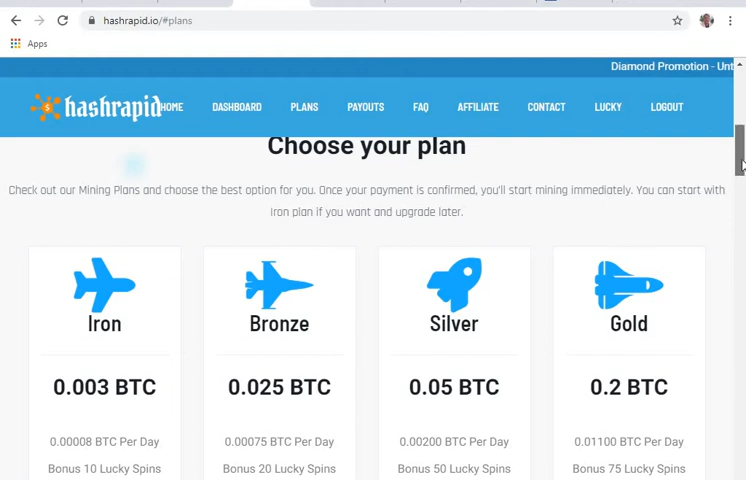 hashrapid.io/#plans
Apps
Diamond Promotion - Unt
hashrapid HOME DASHBOARD PLANS PAYOUTS FAQ AFFILIATE CONTACT LUCKY LOGOUT
Choose your plan
Check out our Mining Plans and choose the best option for you. Once your payment is confirmed, you'll start mining immediately. You can start with
Iron plan if you want and upgrade later.
Iron Bronze Silver Gold
0.003 BTC 0.025 BTC 0.05 BTC 0.2 BTC
0.00008 BTC Per Day 0.00075 BTC Per Day 0.00200 BTC Per Day 0.01100 BTC Per Day
Bonus 10 Lucky Spins Bonus 20 Lucky Spins Bonus 50 Lucky Spins Bonus 75 Lucky Spins